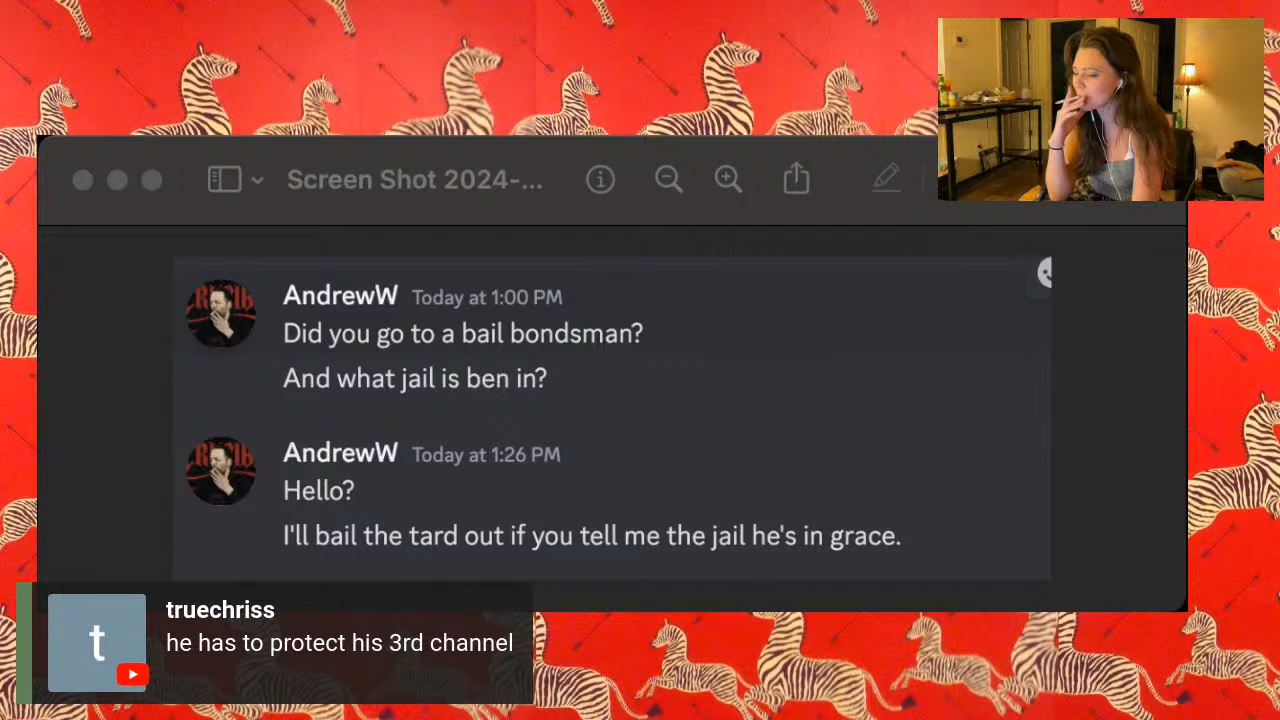 Screen Shot 2024-...
AndrewW Today at 1:00 PM
Did you go to a bail bondsman?
And what jail is ben in?
AndrewW Today at 1:26 PM
Hello?
I'll bail the tard out if you tell me the jail he's in grace.
t
truechriss
he has to protect his 3rd channel